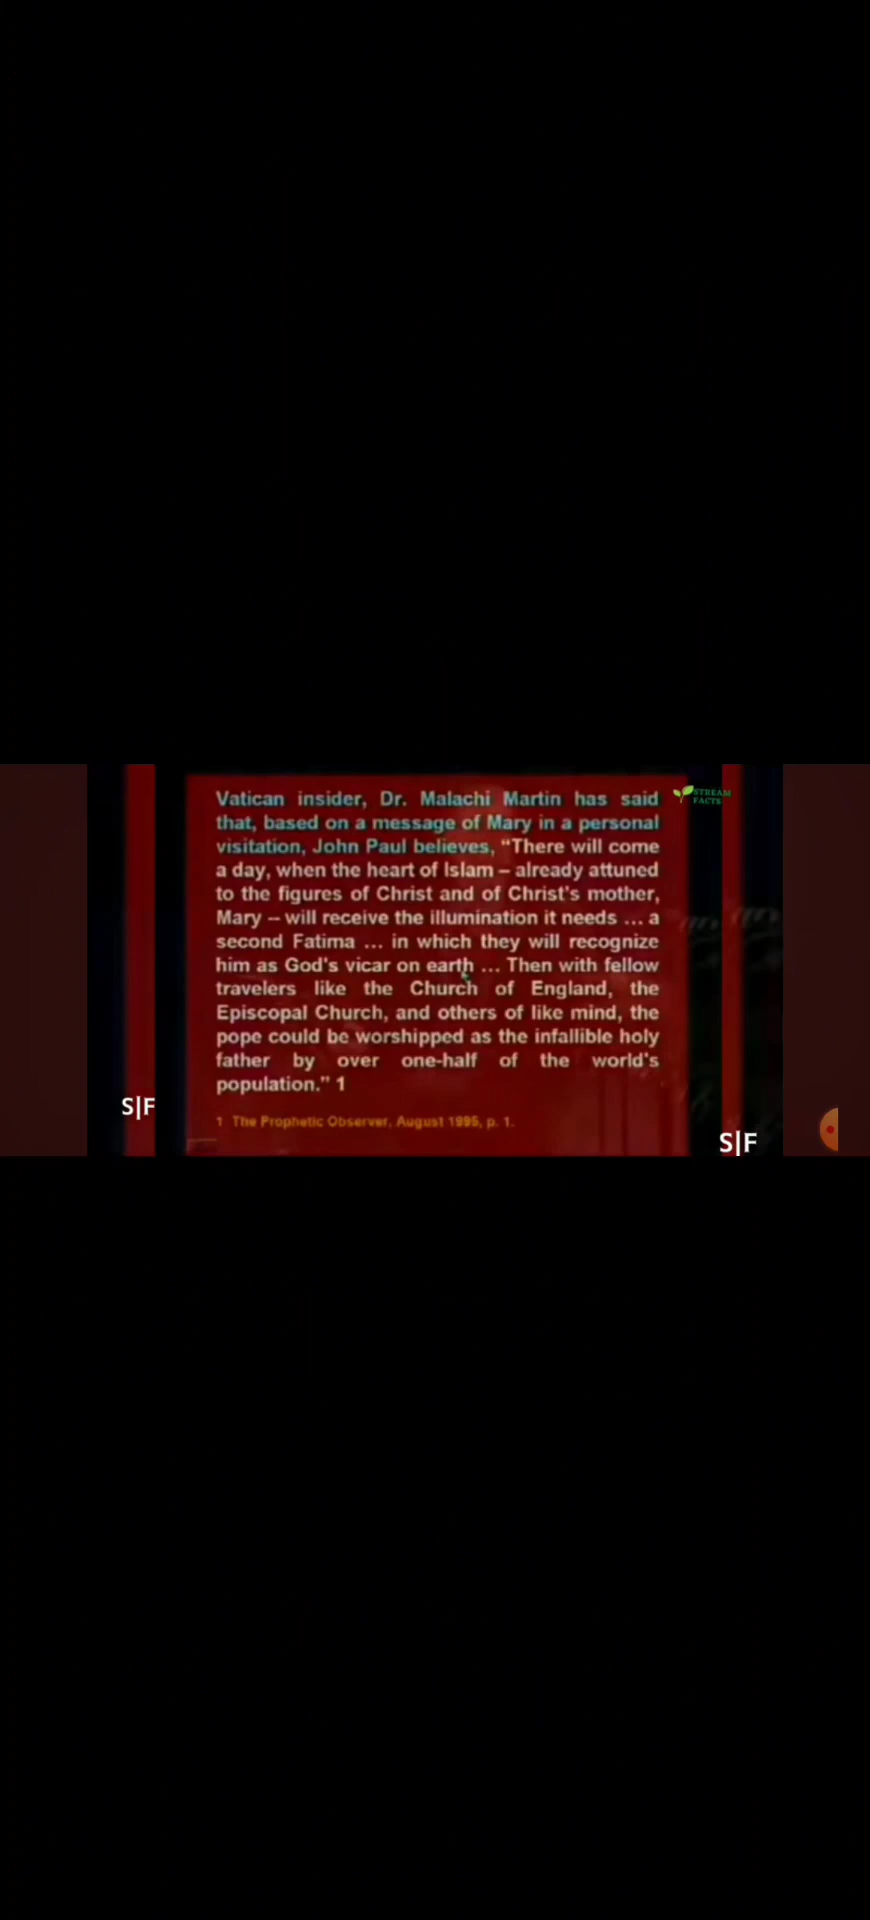 Vatican insider, Dr. Malachi Martin has said
that, based on a message of Mary in a personal
visitation, John Paul believes, “There will come
a day, when the heart of Islam – already attuned
to the figures of Christ and of Christ's mother,
Mary – will receive the illumination it needs ... a
second Fatima ... in which they will recognize
him as God's vicar on earth ... Then with fellow
travelers like the Church of England, the
Episcopal Church, and others of like mind, the
pope could be worshipped as the infallible holy
father by over one-half of the world's
population.” 1
1 The Prophetic Observer, August 1995, p. 1.
STREAM
FACTS
S|F
S|F